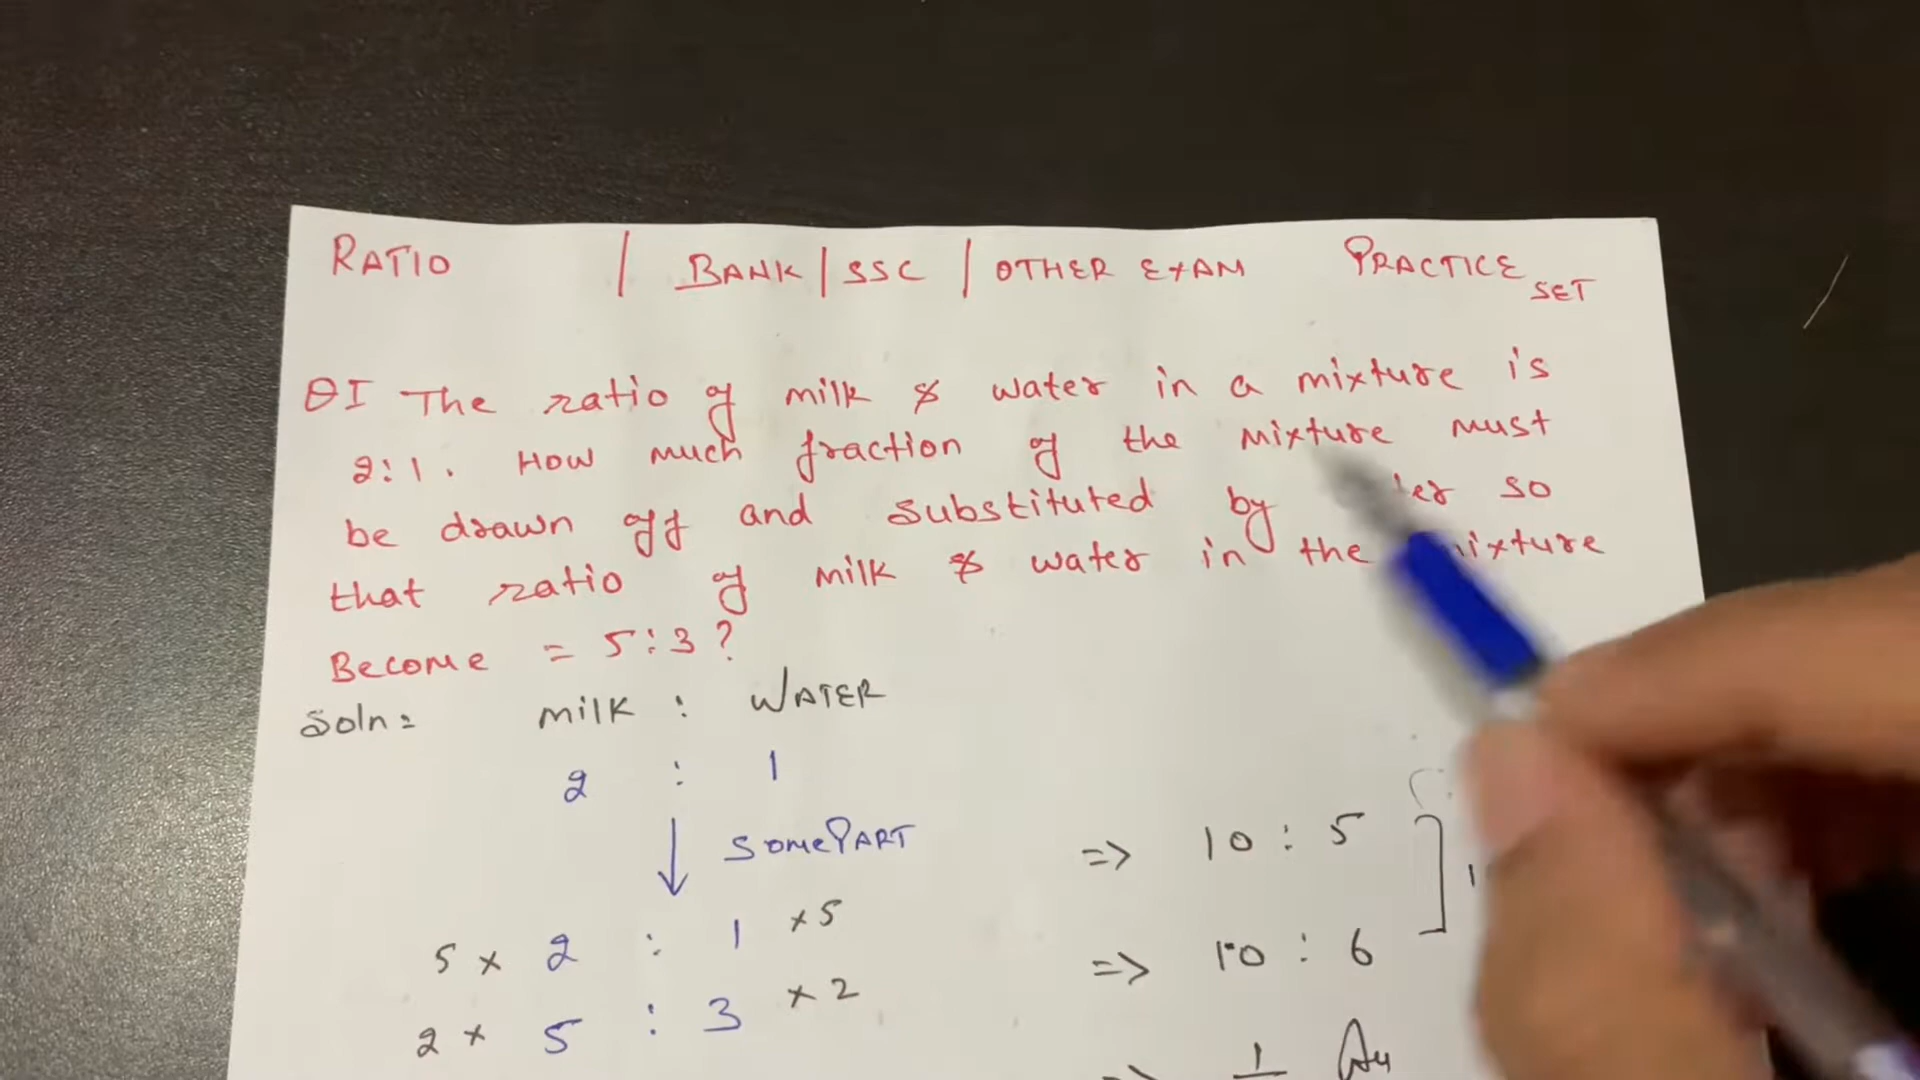 RATIO | BANK | SSC | OTHER EXAM PRACTICE SET
Q1 The ratio of milk & water in a mixture is
2:1. How much fraction of the mixture must
be drawn off and substituted by so
that ratio of milk & water in the mixture
Become = 5:3?
Soln = milk : WATER
2 : 1
↓ SOMEPART
=> 10 : 5
5 × 2 : 1 ×5
=> 10 : 6
2 × 5 : 3 ×2